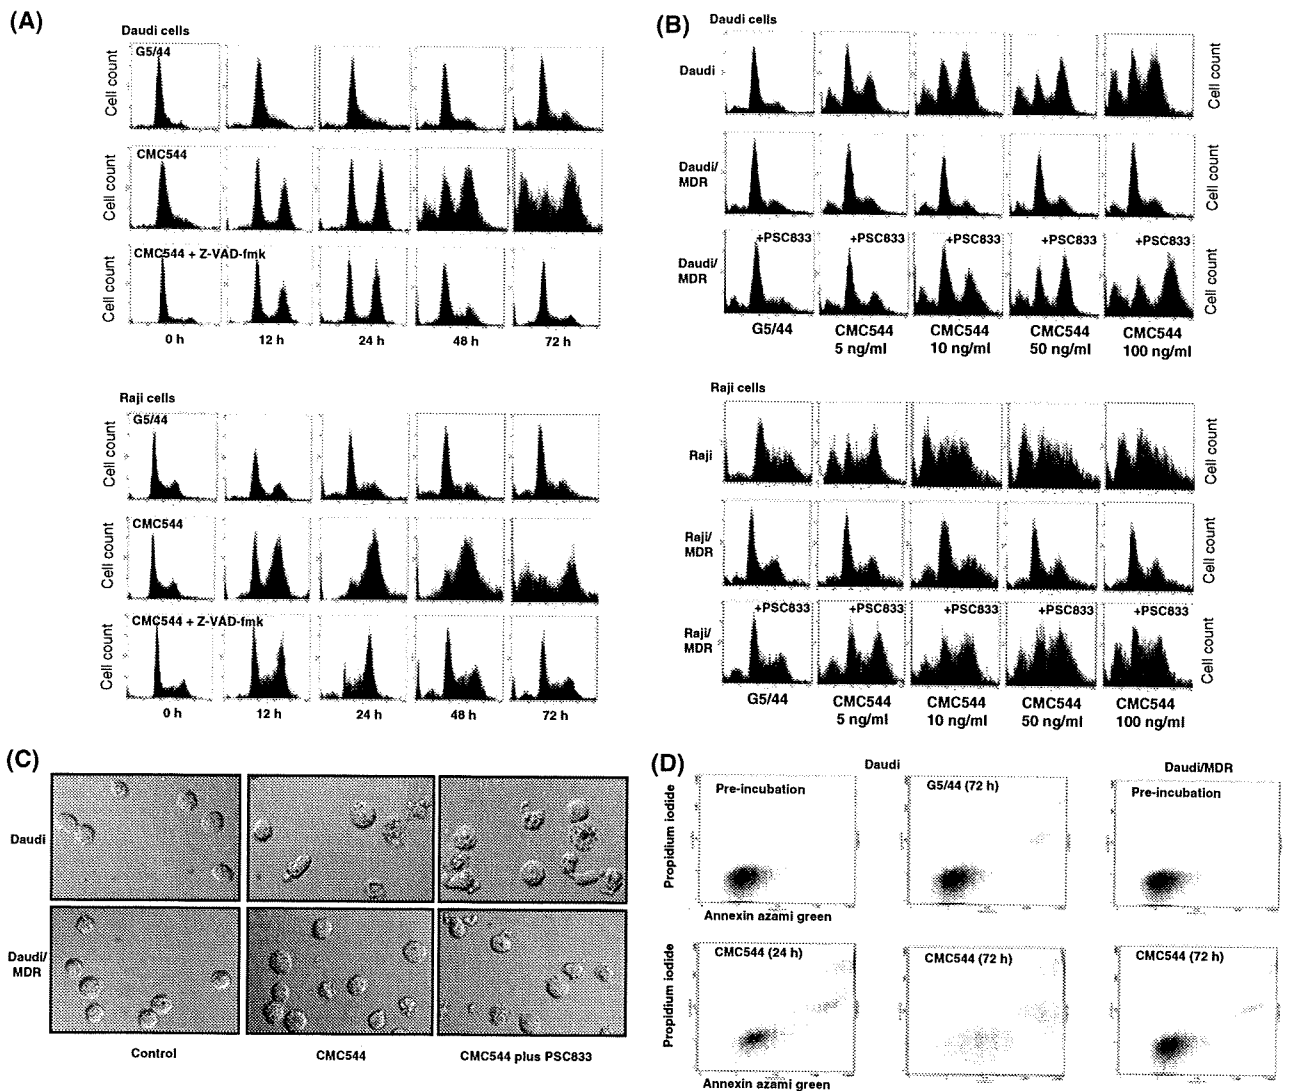 (A)
Daudi cells
Cell count
G5/44
Cell count
CMC544
Cell count
CMC544 + Z-VAD-fmk
0 h
12 h
24 h
48 h
72 h
Raji cells
Cell count
G5/44
Cell count
CMC544
Cell count
CMC544 + Z-VAD-fmk
0 h
12 h
24 h
48 h
72 h
(B)
Daudi cells
Daudi
Cell count
Daudi/
MDR
Cell count
Daudi/
MDR
+PSC833
+PSC833
+PSC833
+PSC833
+PSC833
Cell count
G5/44
CMC544
5 ng/ml
CMC544
10 ng/ml
CMC544
50 ng/ml
CMC544
100 ng/ml
Raji cells
Raji
Cell count
Raji/
MDR
Cell count
Raji/
MDR
+PSC833
+PSC833
+PSC833
+PSC833
+PSC833
Cell count
G5/44
CMC544
5 ng/ml
CMC544
10 ng/ml
CMC544
50 ng/ml
CMC544
100 ng/ml
(C)
Daudi
Daudi/
MDR
Control
CMC544
CMC544 plus PSC833
(D)
Daudi
Daudi/MDR
Propidium iodide
Pre-incubation
G5/44 (72 h)
Pre-incubation
Annexin azami green
Propidium iodide
CMC544 (24 h)
CMC544 (72 h)
CMC544 (72 h)
Annexin azami green